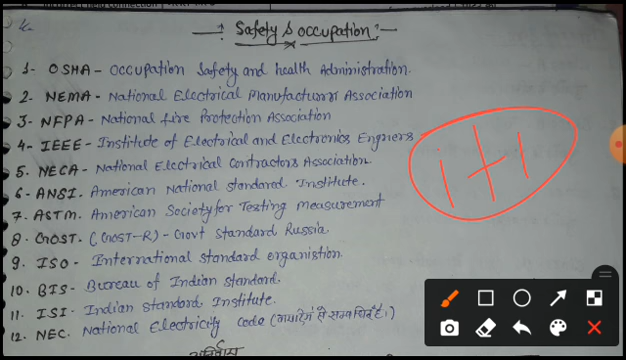 Safety & occupation:-
1- OSHA - Occupation Safety and health Administration.
2- NEMA - National Electrical Manufacturer Association
3- NFPA - National fire Protection Association
4- IEEE - Institute of Electrical and Electronics Engners
5. NECA - National Electrical contractors Association.
6- ANSI. American National Standard Institute.
7. ASTM. American Society for Testing measurement
8. GOST. (GOST-R) - Govt Standard Russia.
9. ISO - International standard organistion.
10. BIS - Bureau of Indian standard.
11. ISI - Indian standard Institute.
12. NEC. National Electricity code
1+1